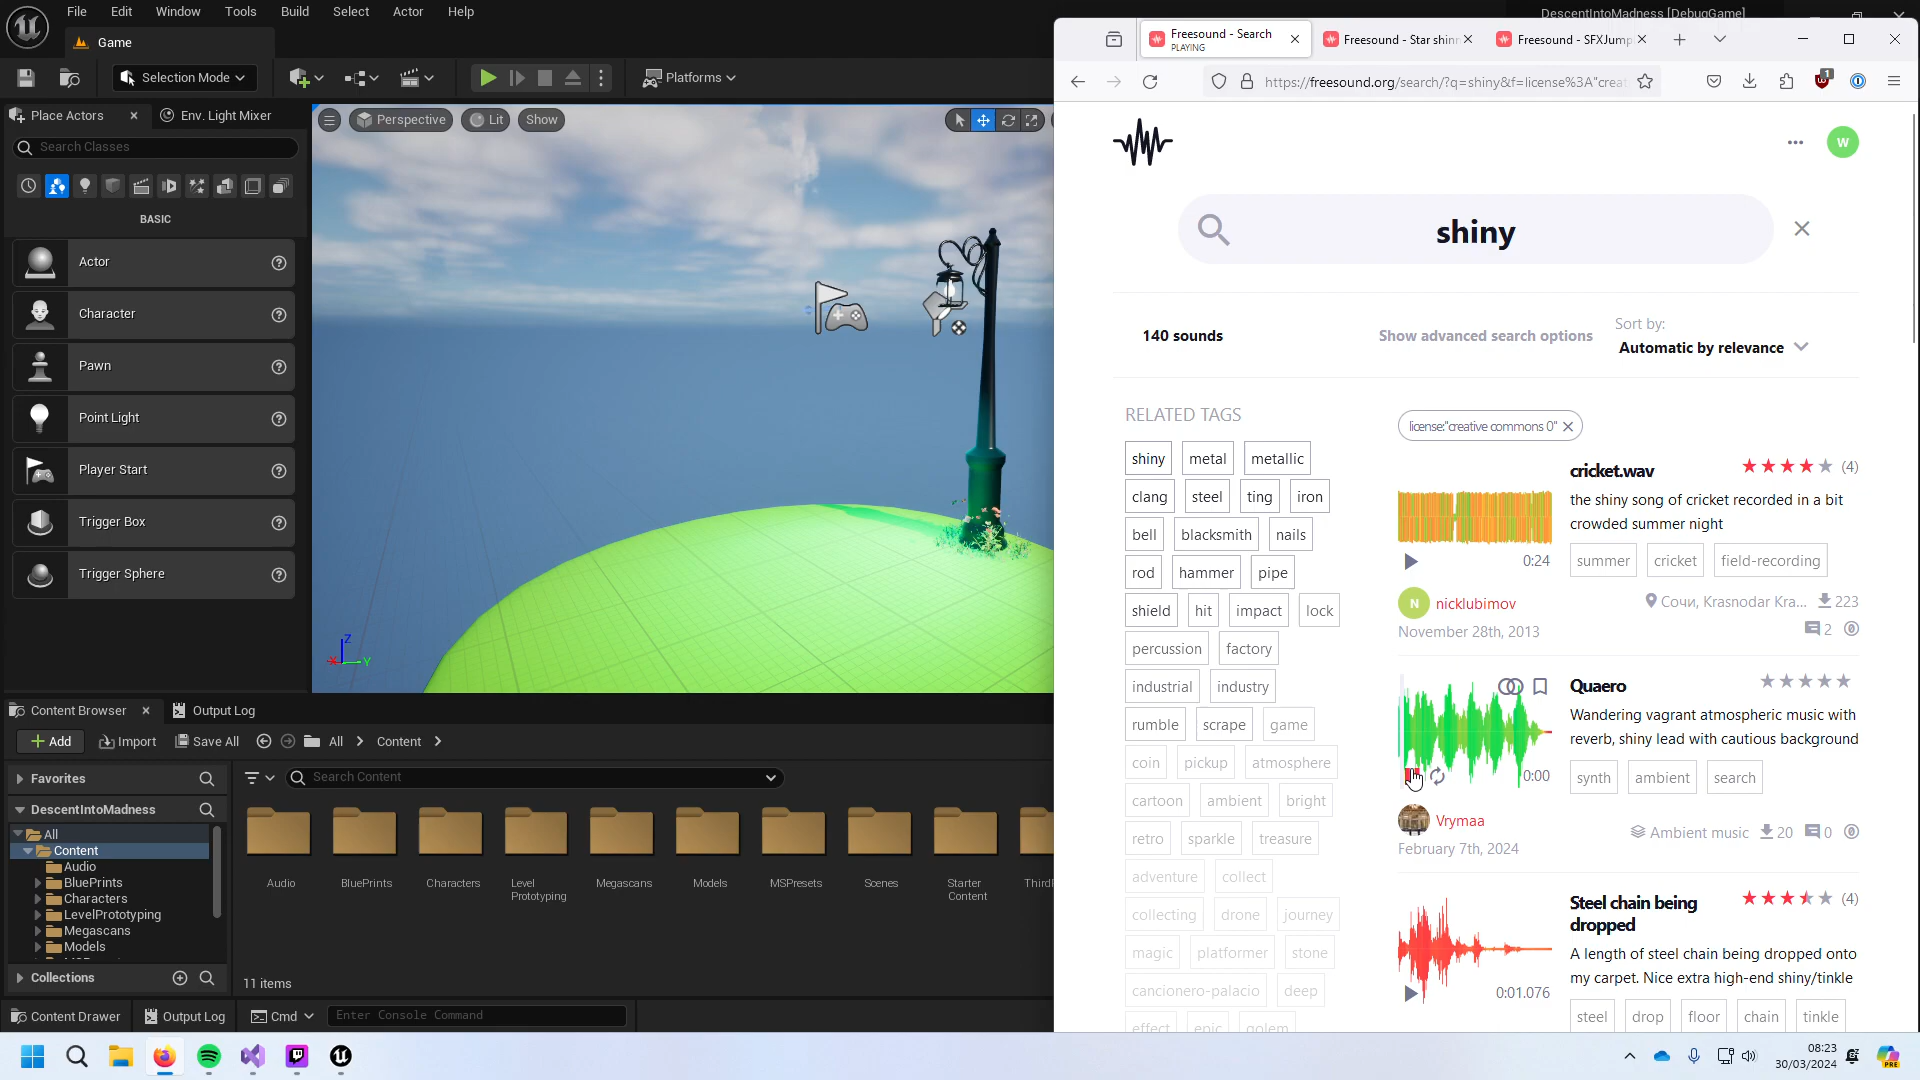 File Edit Window Tools Build Select Actor Help
DescentIntoMadness [DebugGame]
Game
Selection Mode
Platforms
Place Actors
Env. Light Mixer
Search Classes
BASIC
Actor
Character
Pawn
Point Light
Player Start
Trigger Box
Trigger Sphere
Perspective
Lit
Show
Z
X
Y
Content Browser
Output Log
Add
Import
Save All
All
Content
Favorites
Search Content
DescentIntoMadness
All
Content
Audio
BluePrints
Characters
LevelPrototyping
Megascans
Models
Collections
Audio
BluePrints
Characters
Level
Prototyping
Megascans
Models
MSPresets
Scenes
Starter
Content
11 items
Content Drawer
Output Log
Cmd
Enter Console Command
Freesound - Search
PLAYING
Freesound - Star shinn
Freesound - SFXJump
https://freesound.org/search/?q=shiny&f=license%3A"creat
1
W
shiny
140 sounds
Show advanced search options
Sort by:
Automatic by relevance
RELATED TAGS
shiny metal metallic
clang steel ting iron
bell blacksmith nails
rod hammer pipe
shield hit impact lock
percussion factory
industrial industry
rumble scrape game
coin pickup atmosphere
cartoon ambient bright
retro sparkle treasure
adventure collect
collecting drone journey
magic platformer stone
cancionero-palacio deep
effect epic golem
license:"creative commons 0"
cricket.wav
(4)
the shiny song of cricket recorded in a bit
crowded summer night
0:24
summer cricket field-recording
N
nicklubimov
Сочи, Krasnodar Kra...
223
November 28th, 2013
2
Quaero
Wandering vagrant atmospheric music with
reverb, shiny lead with cautious background
0:00
synth ambient search
Vrymaa
Ambient music
20
0
February 7th, 2024
Steel chain being
dropped
(4)
A length of steel chain being dropped onto
my carpet. Nice extra high-end shiny/tinkle
0:01.076
steel drop floor chain tinkle
08:23
30/03/2024
PRE